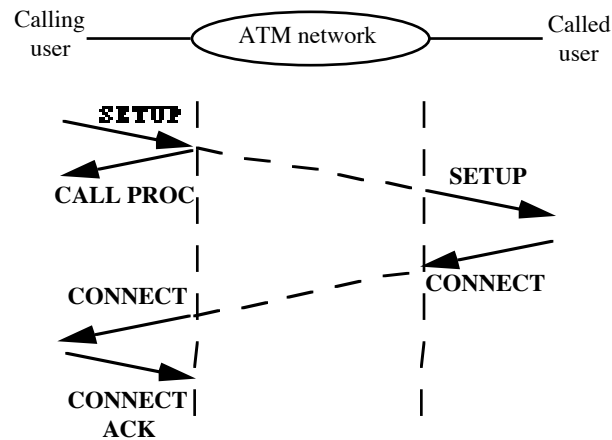 Calling
user
ATM network
Called
user
SETUP
CALL PROC
SETUP
CONNECT
CONNECT
CONNECT
ACK